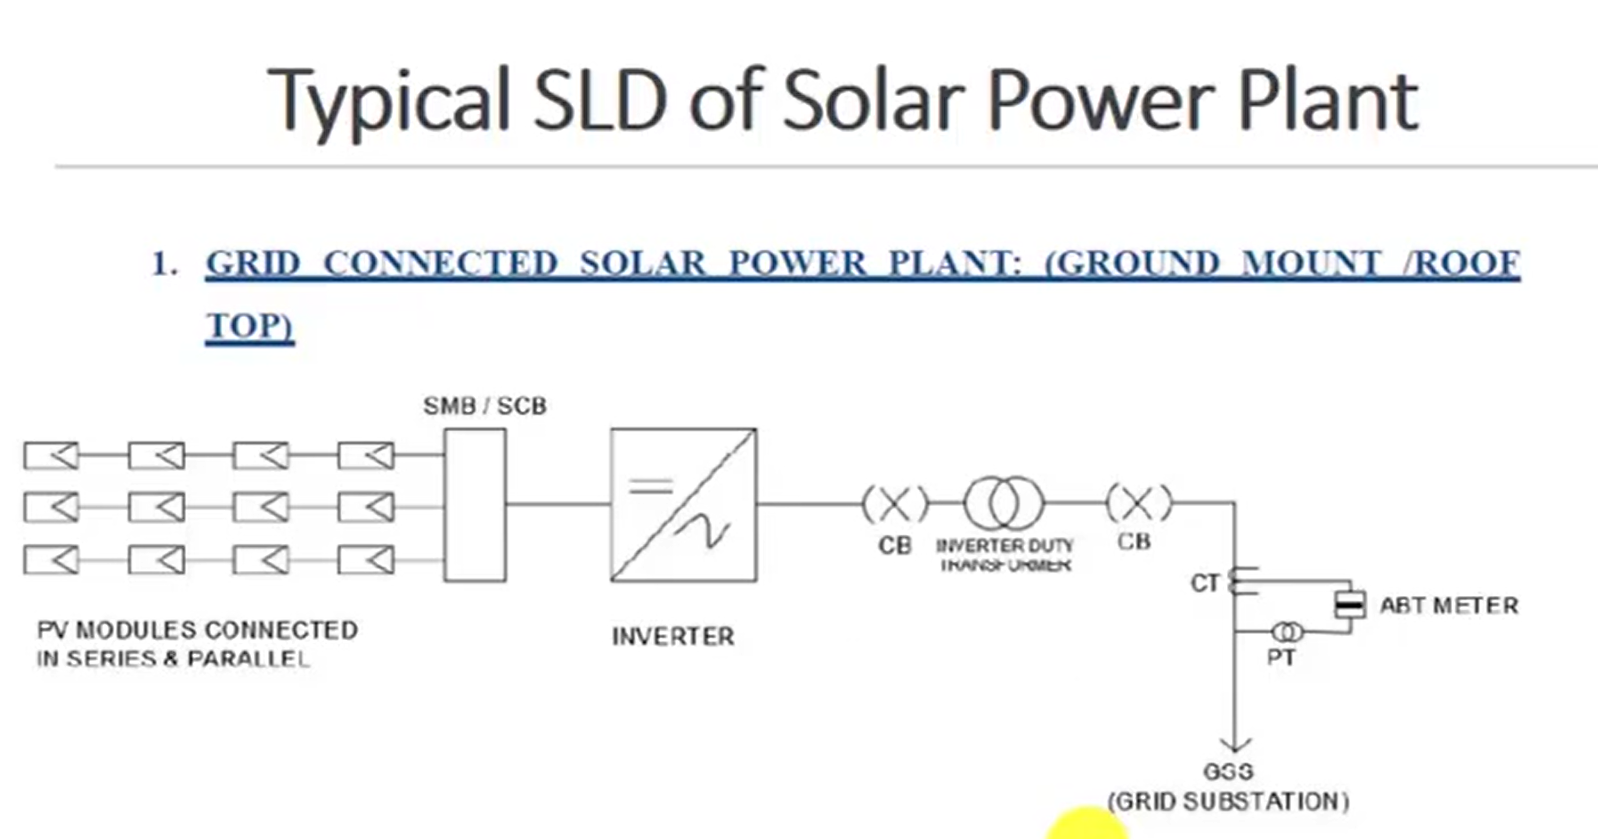 Typical SLD of Solar Power Plant
1. GRID CONNECTED SOLAR POWER PLANT: (GROUND MOUNT /ROOF
TOP)
SMB / SCB
PV MODULES CONNECTED
IN SERIES & PARALLEL
INVERTER
CB
INVERTER DUTY
TRANSFORMER
CB
CT
ABT METER
PT
GSS
(GRID SUBSTATION)